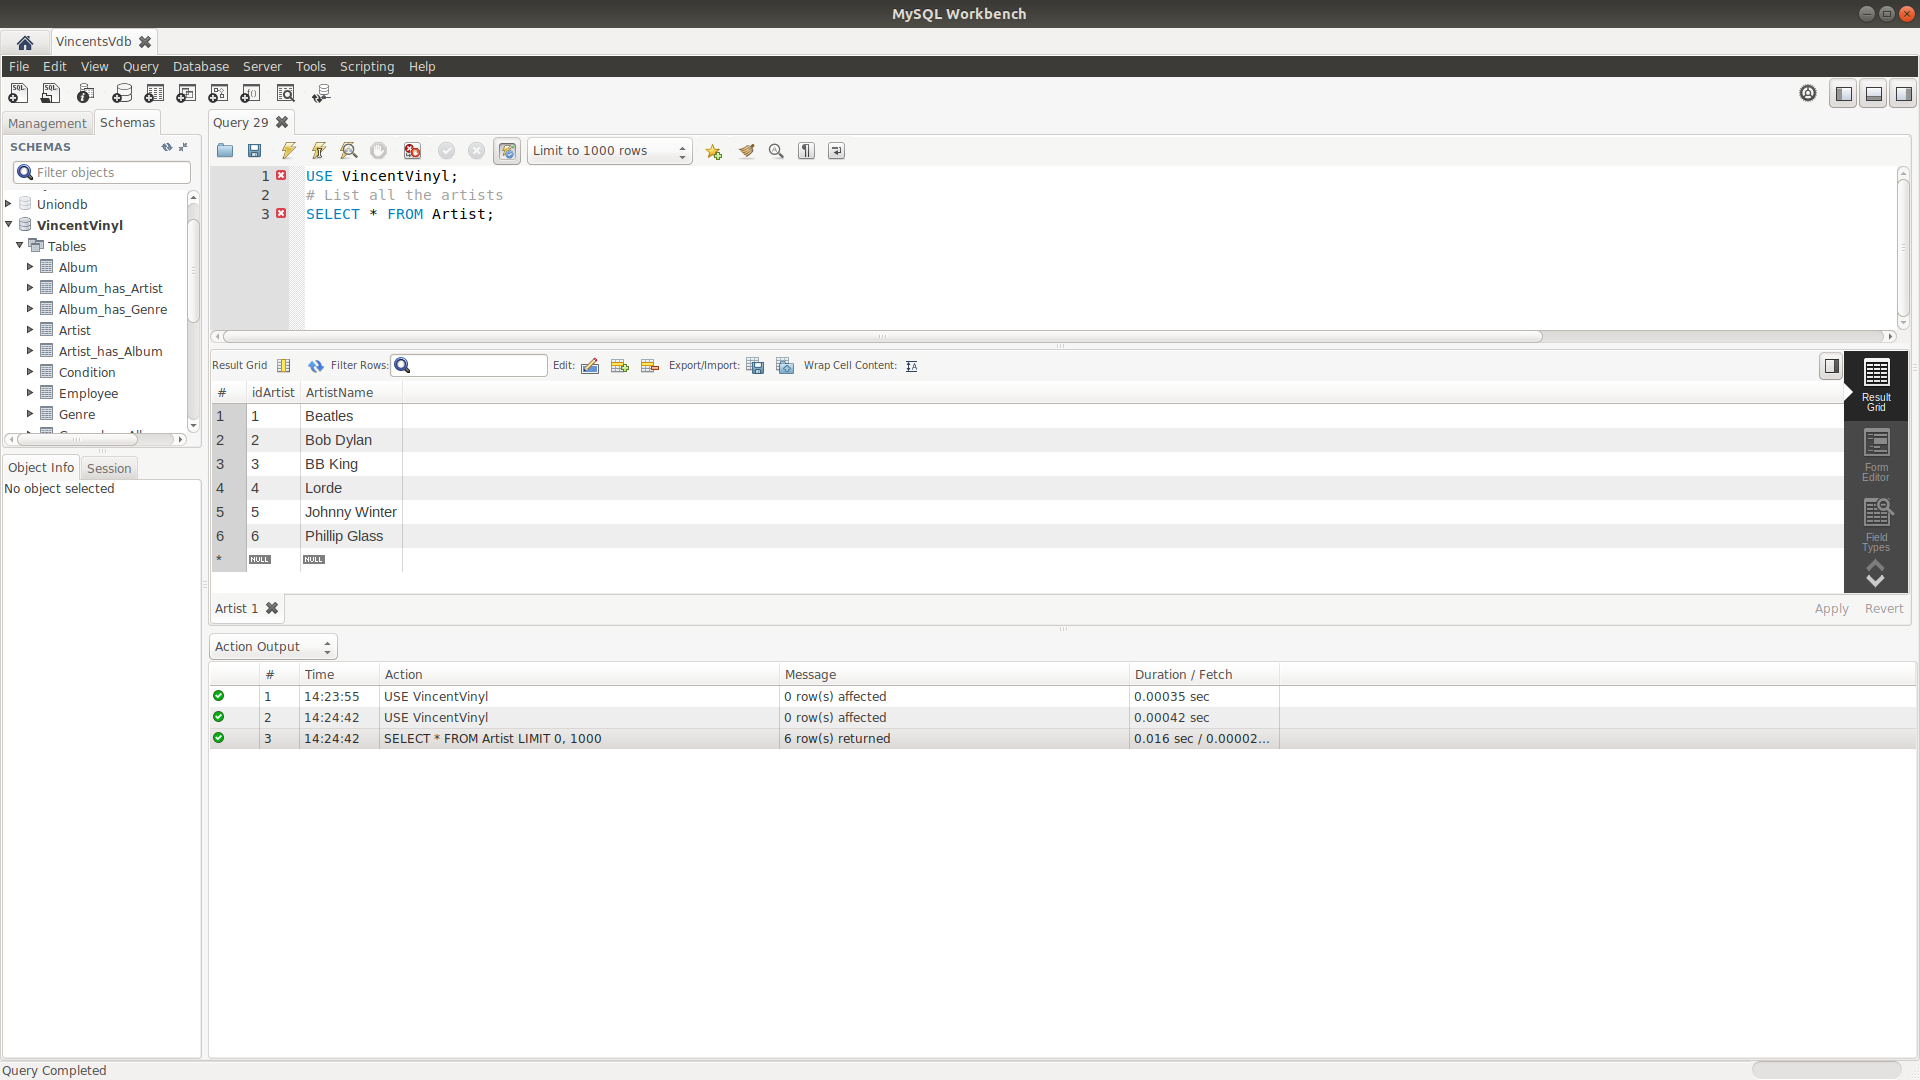 MySQL Workbench
VincentsVdb
File Edit View Query Database Server Tools Scripting Help
Management Schemas
Query 29
SCHEMAS
Filter objects
Limit to 1000 rows
Uniondb
VincentVinyl
Tables
Album
Album_has_Artist
Album_has_Genre
Artist
Artist_has_Album
Condition
Employee
Genre
1 USE VincentVinyl;
2 # List all the artists
3 SELECT * FROM Artist;
Object Info Session
No object selected
Result Grid Filter Rows: Edit: Export/Import: Wrap Cell Content:
# idArtist ArtistName
1 1 Beatles
2 2 Bob Dylan
3 3 BB King
4 4 Lorde
5 5 Johnny Winter
6 6 Phillip Glass
* NULL NULL
Result
Grid
Form
Editor
Field
Types
Artist 1
Apply Revert
Action Output
# Time Action Message Duration / Fetch
1 14:23:55 USE VincentVinyl 0 row(s) affected 0.00035 sec
2 14:24:42 USE VincentVinyl 0 row(s) affected 0.00042 sec
3 14:24:42 SELECT * FROM Artist LIMIT 0, 1000 6 row(s) returned 0.016 sec / 0.00002...
Query Completed